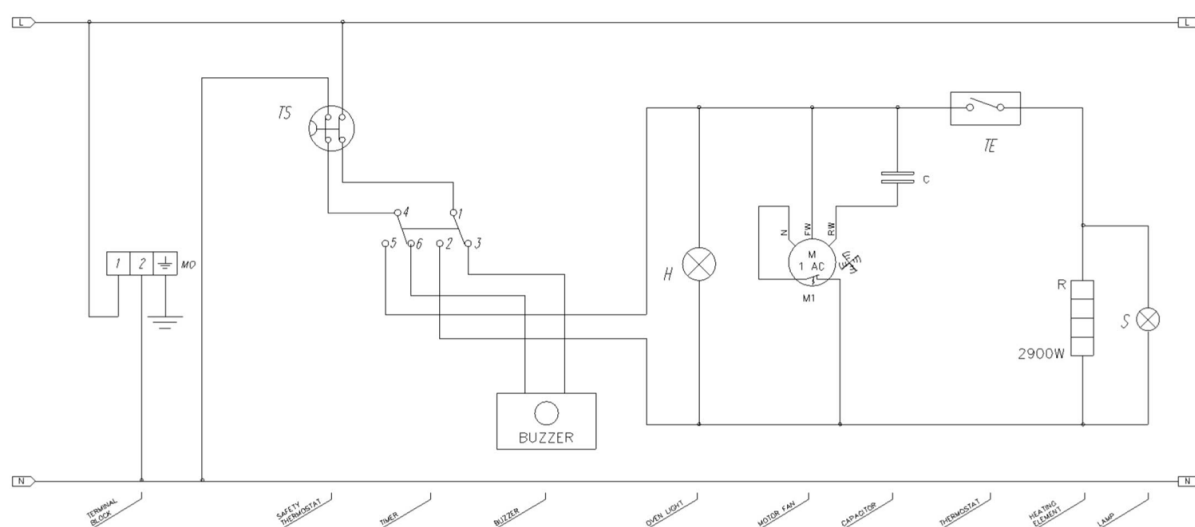 L
L
TS
TE
C
4
1
5
6
2
3
N
FW
RW
M
1 AC
M1
H
1
2
MO
R
2900W
S
BUZZER
N
N
TERMINAL
BLOCK
SAFETY
THERMOSTAT
TIMER
BUZZER
OVEN LIGHT
MOTOR FAN
CAPACITOR
THERMOSTAT
HEATING
ELEMENT
LAMP